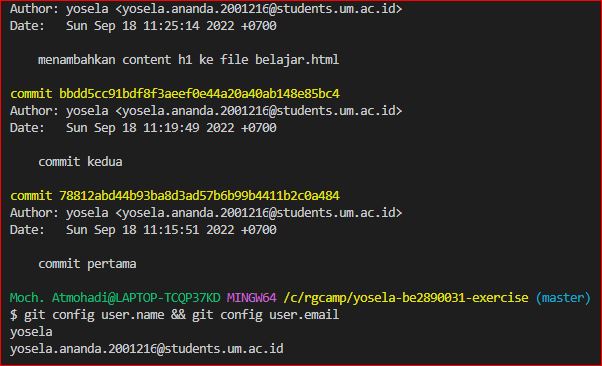 Author: yosela <yosela.ananda.2001216@students.um.ac.id>
Date:   Sun Sep 18 11:25:14 2022 +0700
menambahkan content h1 ke file belajar.html
commit bbdd5cc91bdf8f3aeef0e44a20a40ab148e85bc4
Author: yosela <yosela.ananda.2001216@students.um.ac.id>
Date:   Sun Sep 18 11:19:49 2022 +0700
commit kedua
commit 78812abd44b93ba8d3ad57b6b99b4411b2c0a484
Author: yosela <yosela.ananda.2001216@students.um.ac.id>
Date:   Sun Sep 18 11:15:51 2022 +0700
commit pertama
Moch. Atmohadi@LAPTOP-TCQP37KD MINGW64 /c/rgcamp/yosela-be2890031-exercise (master)
$ git config user.name && git config user.email
yosela
yosela.ananda.2001216@students.um.ac.id